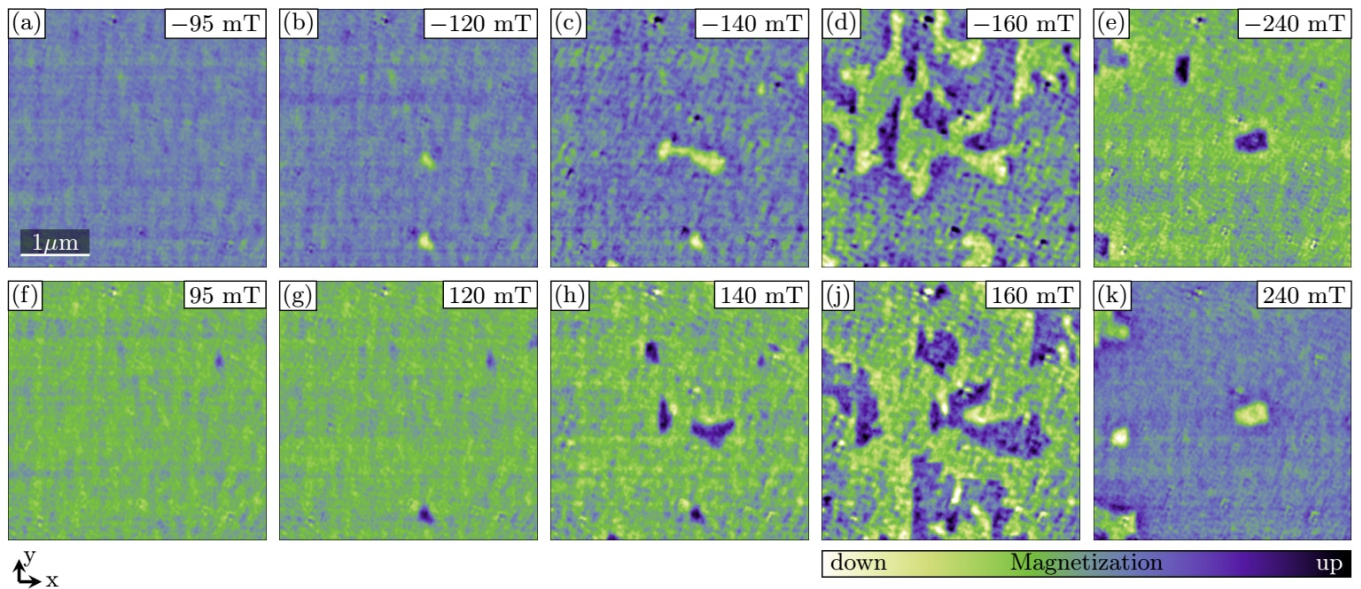 (a) −95 mT (b) −120 mT (c) −140 mT (d) −160 mT (e) −240 mT
1µm
(f) 95 mT (g) 120 mT (h) 140 mT (j) 160 mT (k) 240 mT
y
x
down Magnetization up